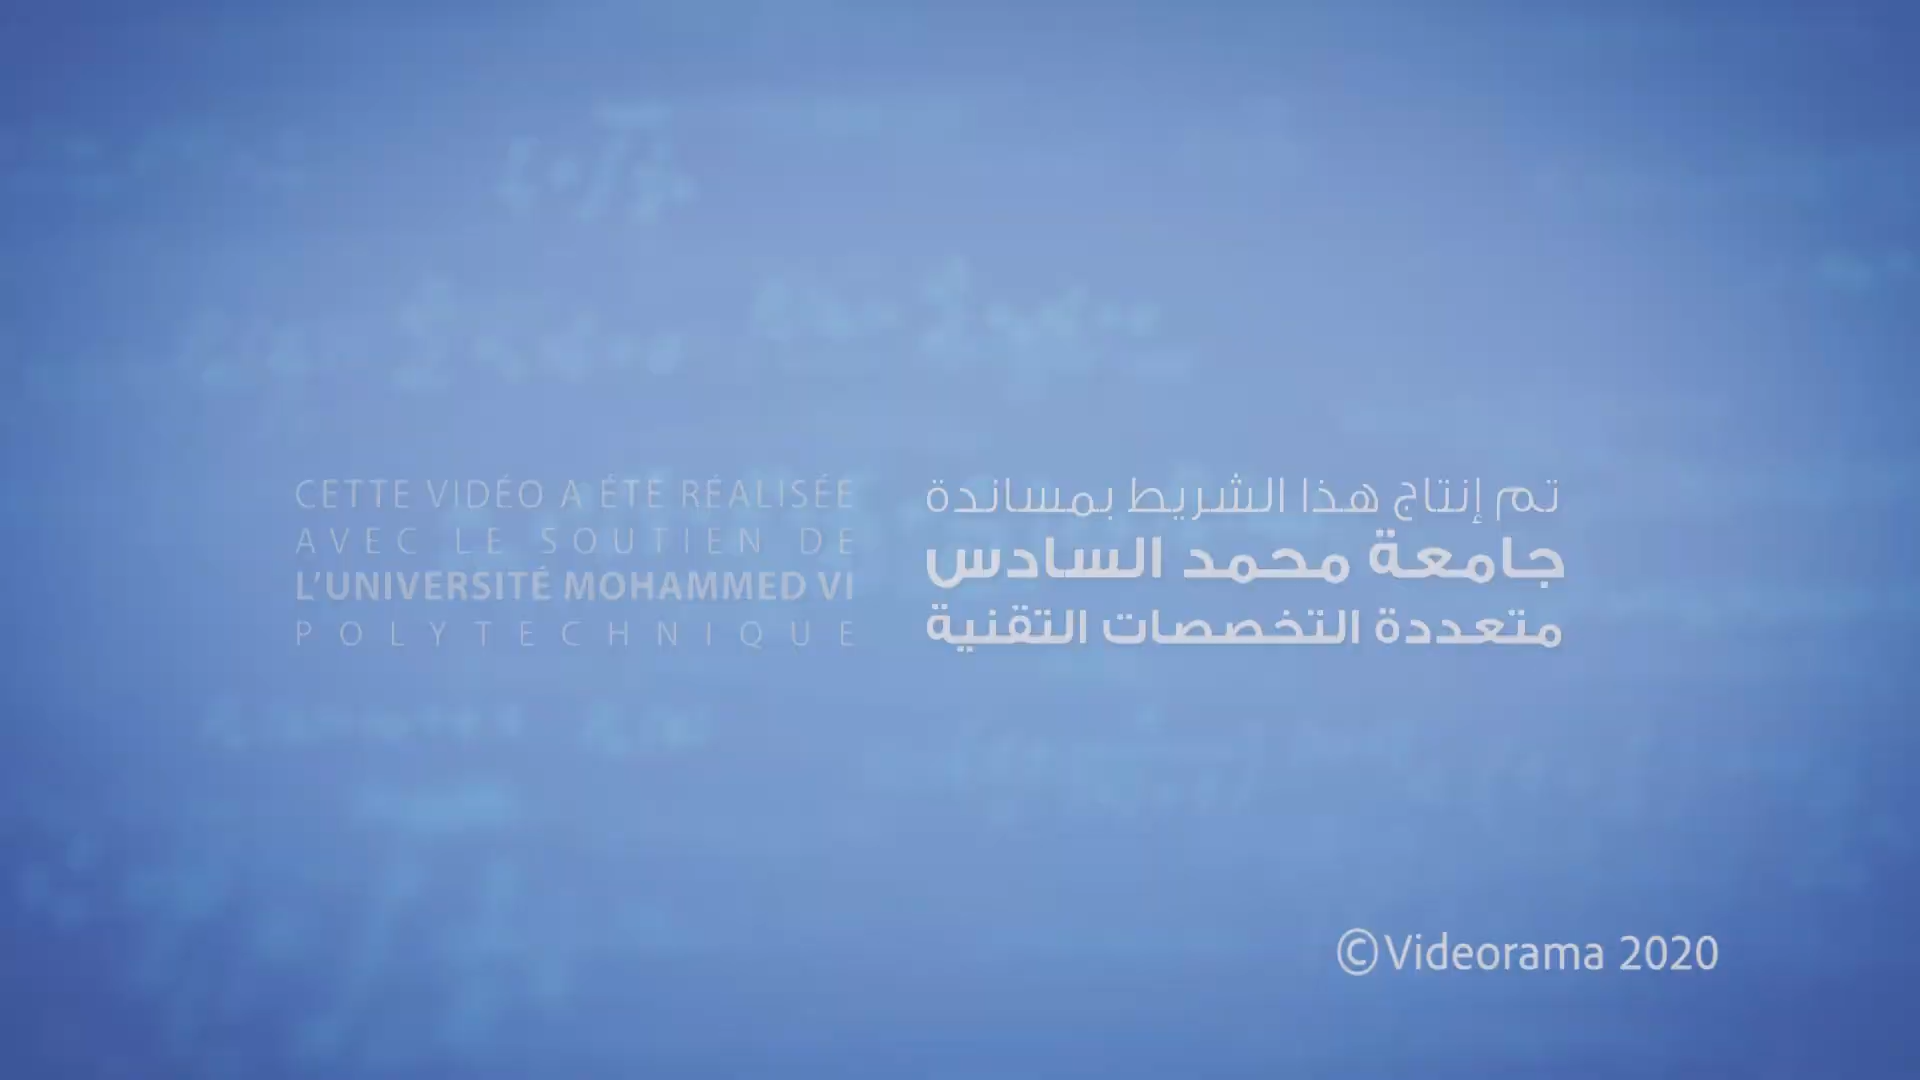 CETTE VIDÉO A ÉTÉ RÉALISÉE
AVEC LE SOUTIEN DE
L'UNIVERSITÉ MOHAMMED VI
POLYTECHNIQUE
تم إنتاج هذا الشريط بمساندة
جامعة محمد السادس
متعددة التخصصات التقنية
©Videorama 2020